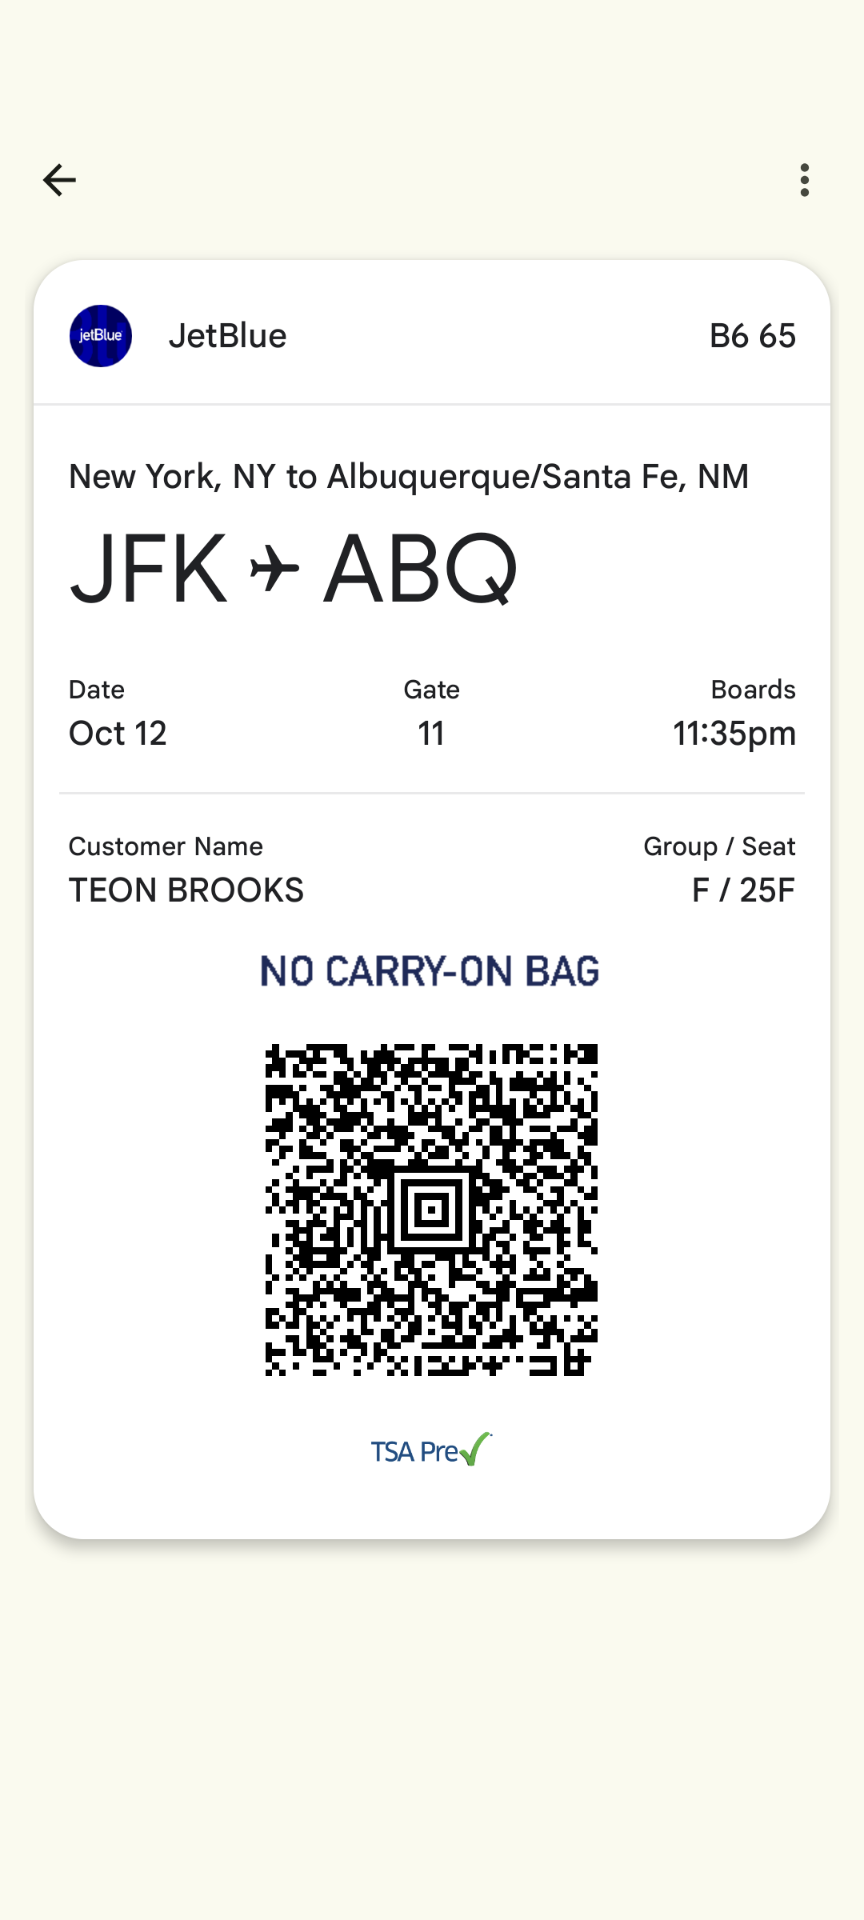 jetBlue JetBlue B6 65
New York, NY to Albuquerque/Santa Fe, NM
JFK ABQ
Date Gate Boards
Oct 12 11 11:35pm
Customer Name Group / Seat
TEON BROOKS F / 25F
NO CARRY-ON BAG
TSA Pre